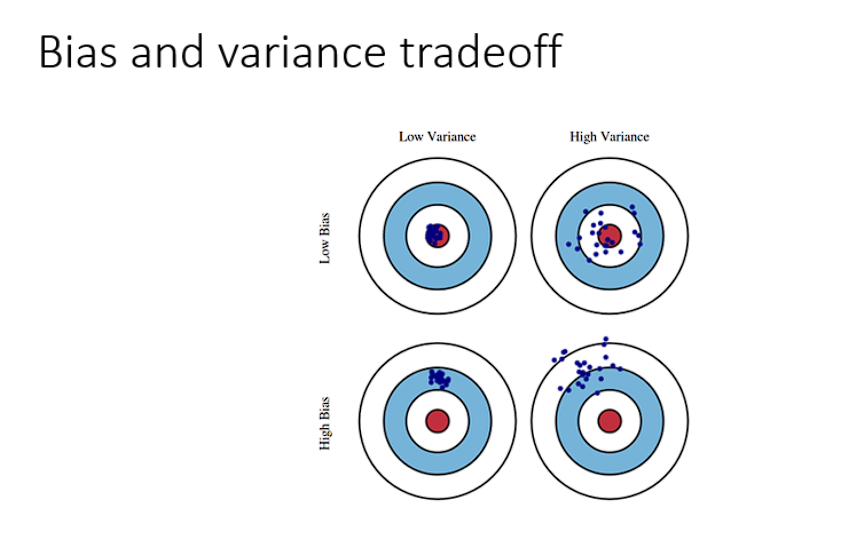 Bias and variance tradeoff
Low Variance
High Variance
Low Bias
High Bias